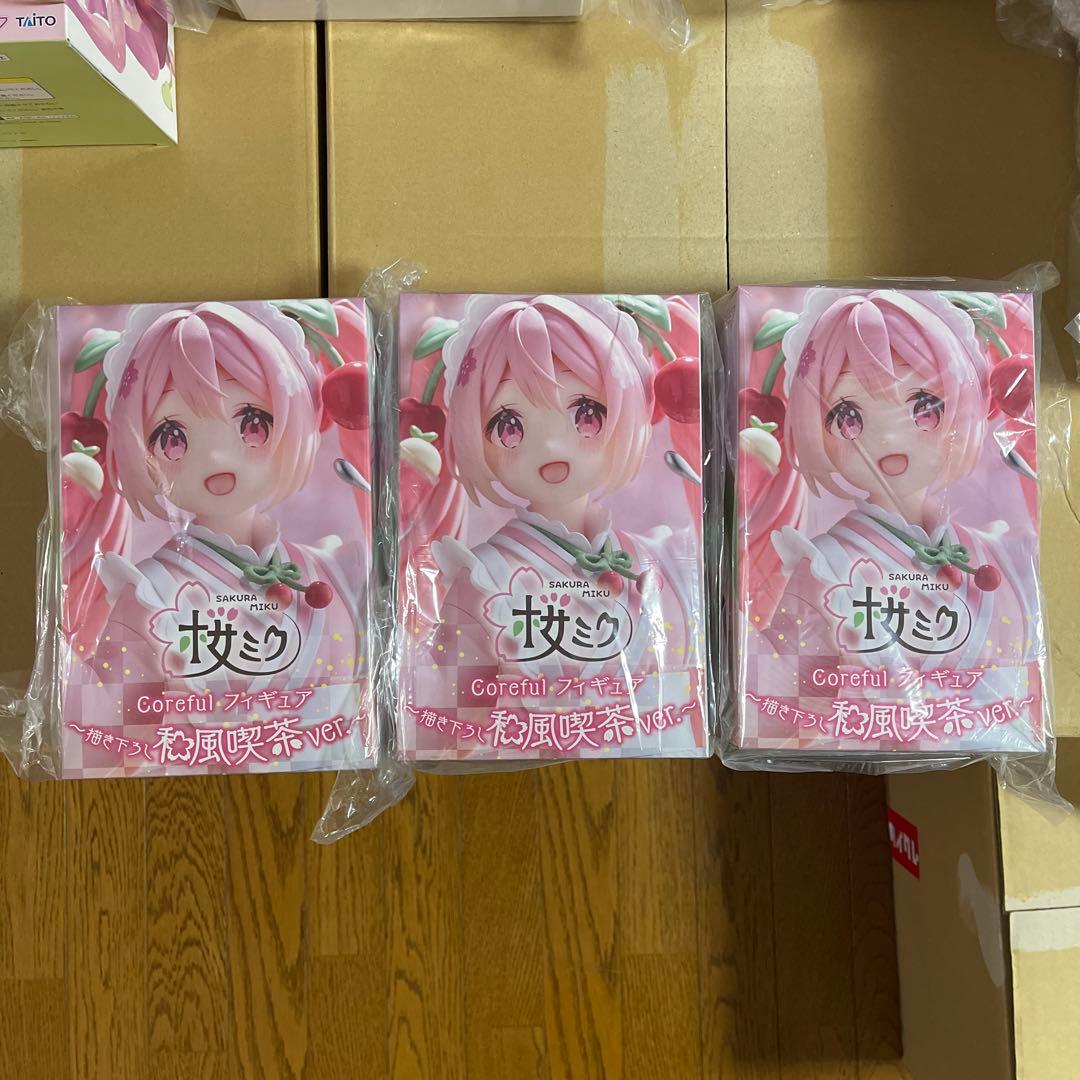 TAITO
SAKURA
MIKU
桜ミク
Coreful フィギュア
～描き下ろし和風喫茶ver.～
SAKURA
MIKU
桜ミク
Coreful フィギュア
～描き下ろし和風喫茶ver.～
SAKURA
MIKU
桜ミク
Coreful フィギュア
～描き下ろし和風喫茶ver.～